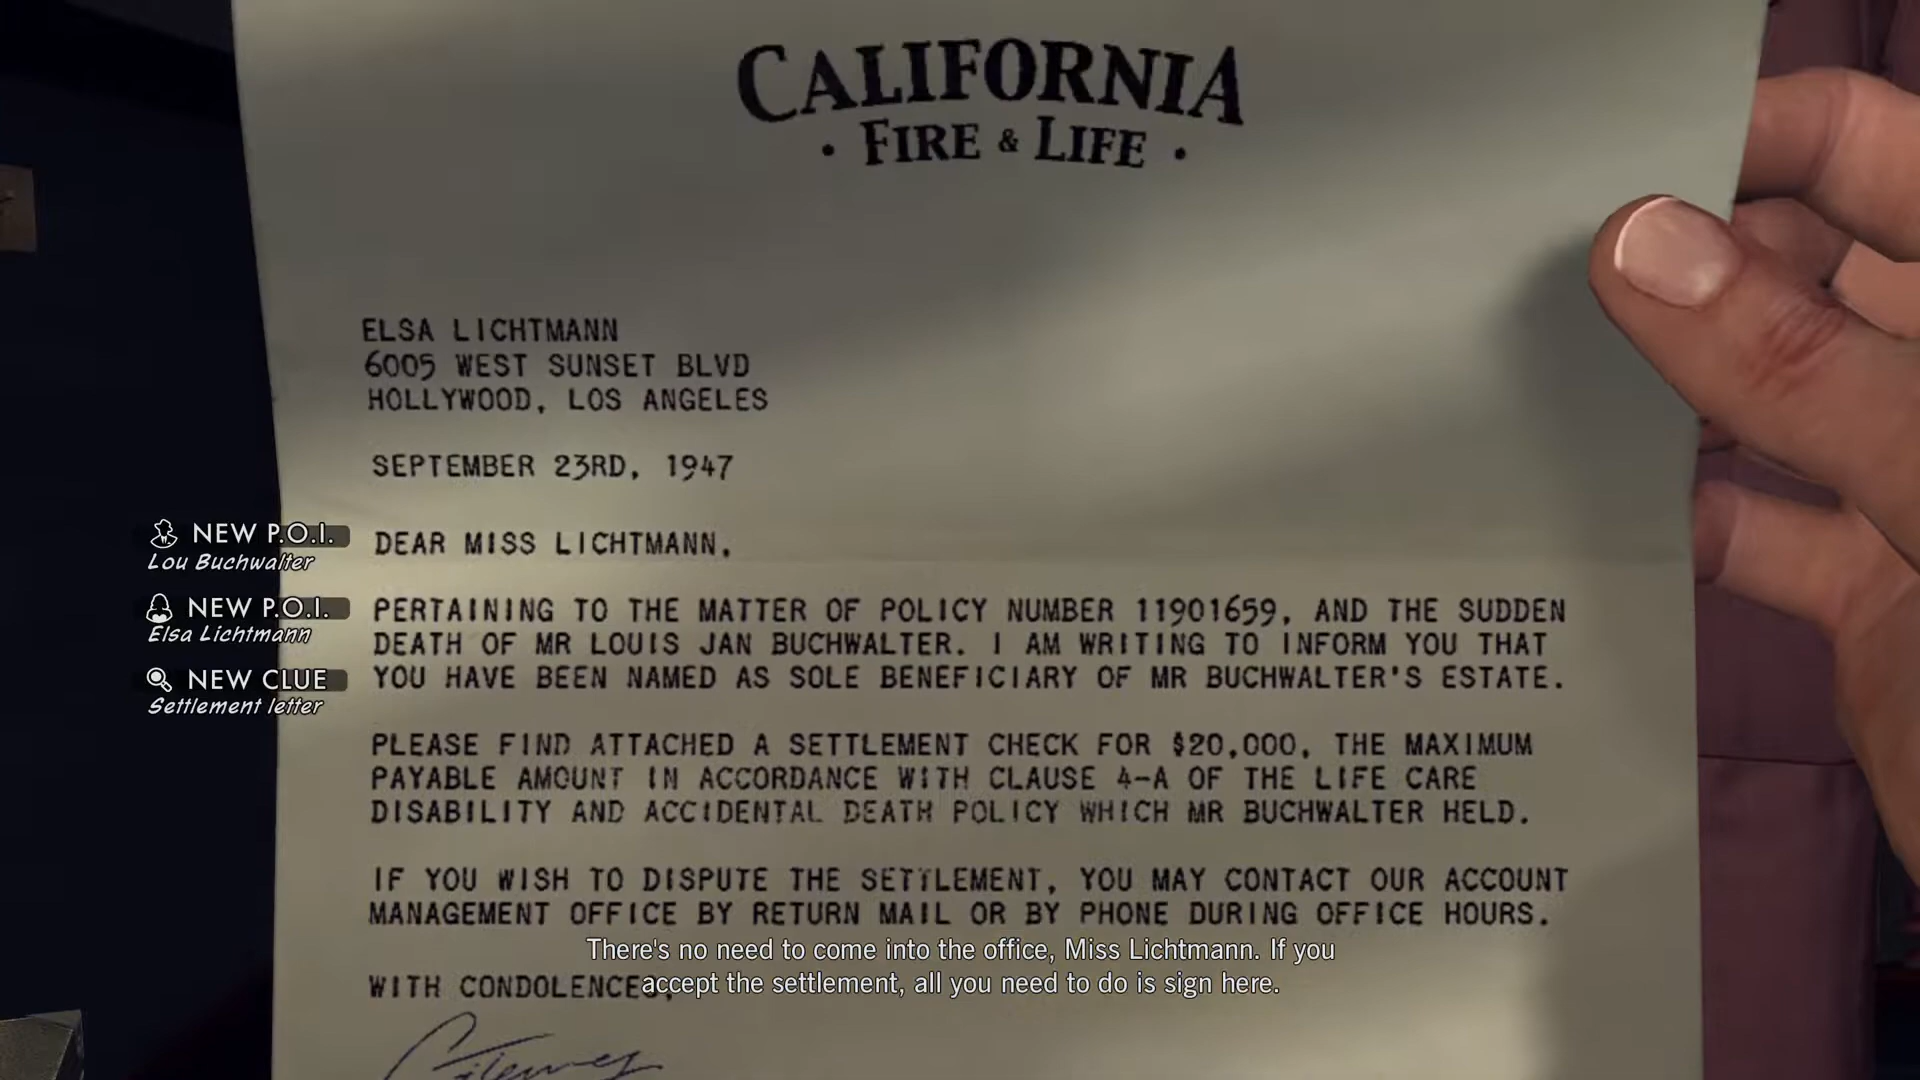 CALIFORNIA
· FIRE & LIFE ·
ELSA LICHTMANN
6005 WEST SUNSET BLVD
HOLLYWOOD, LOS ANGELES
SEPTEMBER 23RD, 1947
DEAR MISS LICHTMANN,
PERTAINING TO THE MATTER OF POLICY NUMBER 11901659, AND THE SUDDEN
DEATH OF MR LOUIS JAN BUCHWALTER. I AM WRITING TO INFORM YOU THAT
YOU HAVE BEEN NAMED AS SOLE BENEFICIARY OF MR BUCHWALTER'S ESTATE.
PLEASE FIND ATTACHED A SETTLEMENT CHECK FOR $20,000, THE MAXIMUM
PAYABLE AMOUNT IN ACCORDANCE WITH CLAUSE 4-A OF THE LIFE CARE
DISABILITY AND ACCIDENTAL DEATH POLICY WHICH MR BUCHWALTER HELD.
IF YOU WISH TO DISPUTE THE SETTLEMENT, YOU MAY CONTACT OUR ACCOUNT
MANAGEMENT OFFICE BY RETURN MAIL OR BY PHONE DURING OFFICE HOURS.
WITH CONDOLENCES,
NEW P.O.I.
Lou Buchwalter
NEW P.O.I.
Elsa Lichtmann
NEW CLUE
Settlement letter
There's no need to come into the office, Miss Lichtmann. If you
accept the settlement, all you need to do is sign here.